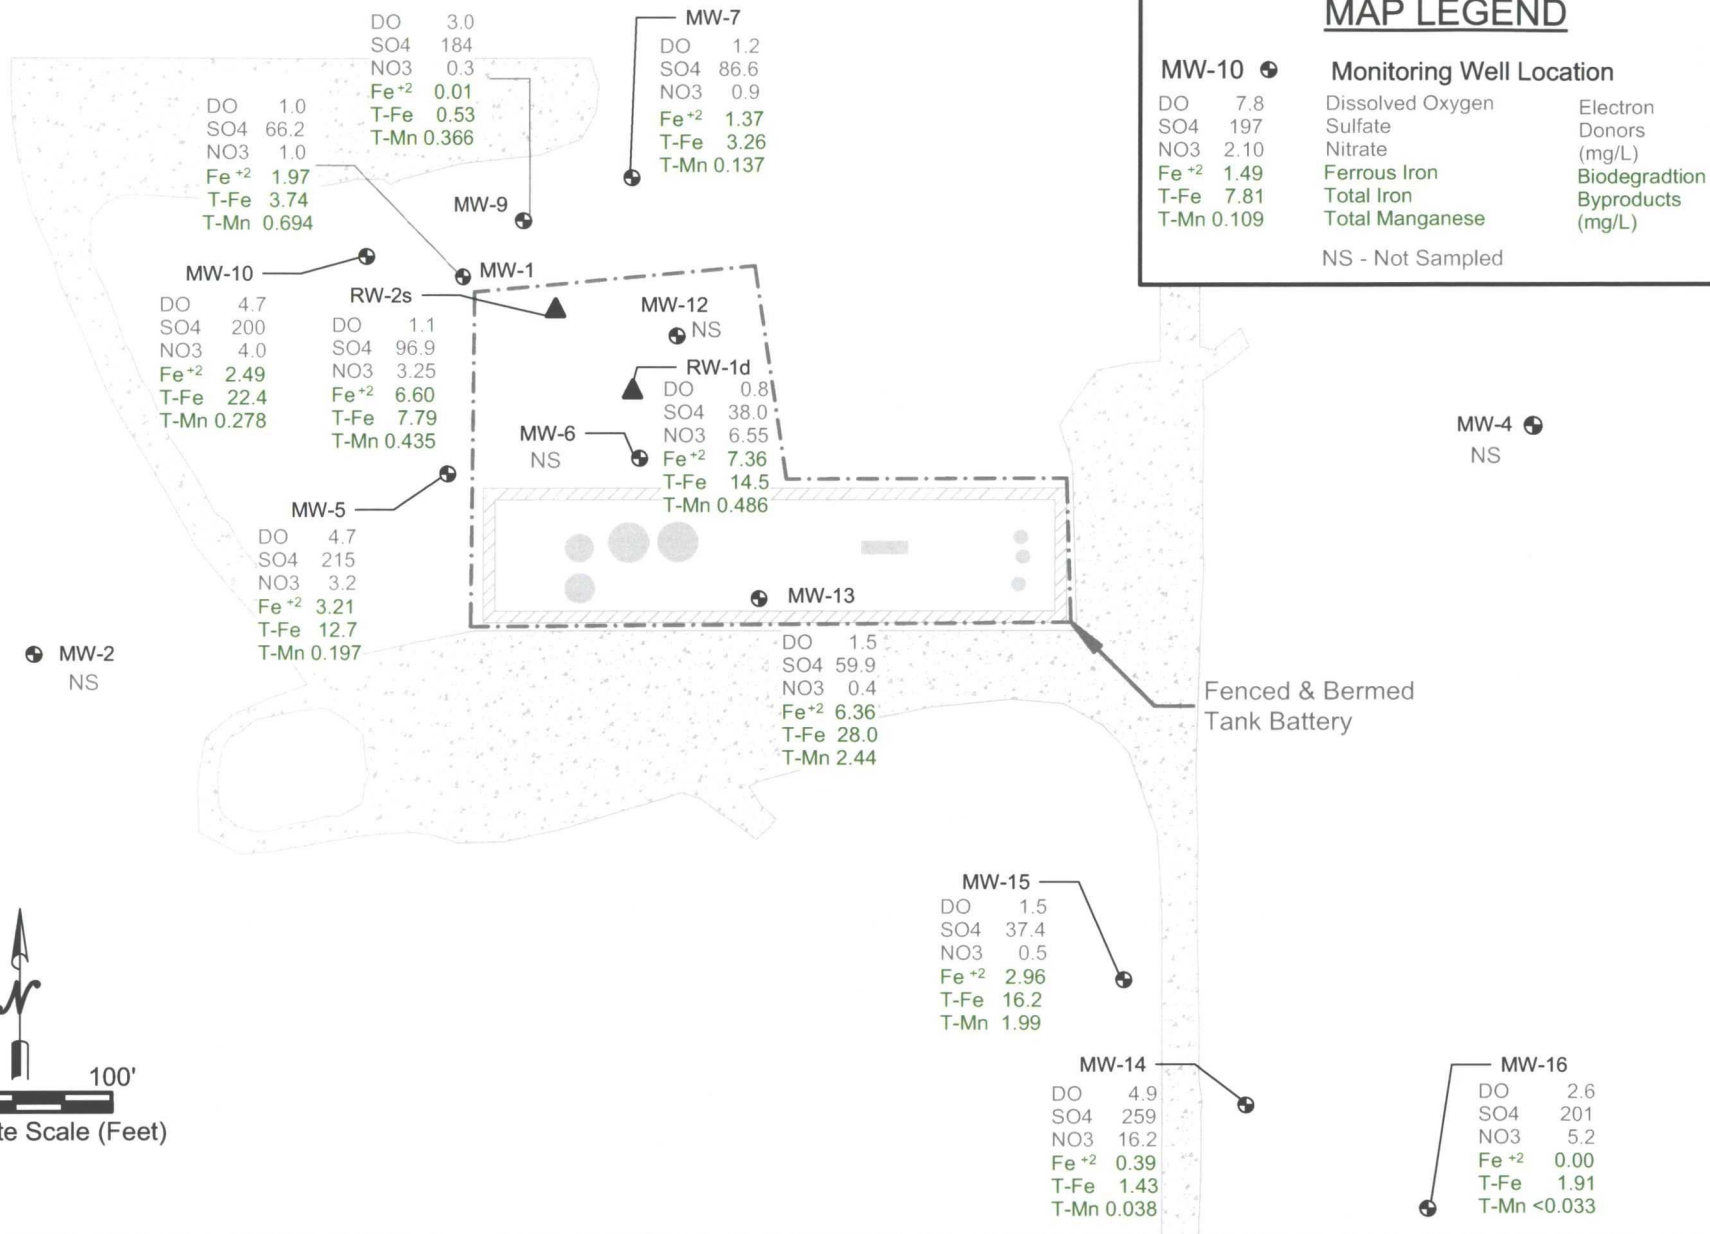 MAP LEGEND
MW-10 Monitoring Well Location
DO 7.8 Dissolved Oxygen Electron
SO4 197 Sulfate Donors
NO3 2.10 Nitrate (mg/L)
Fe +2 1.49 Ferrous Iron Biodegradtion
T-Fe 7.81 Total Iron Byproducts
T-Mn 0.109 Total Manganese (mg/L)
NS - Not Sampled
DO 3.0
SO4 184
NO3 0.3
Fe+2 0.01
T-Fe 0.53
T-Mn 0.366
MW-9
MW-7
DO 1.2
SO4 86.6
NO3 0.9
Fe+2 1.37
T-Fe 3.26
T-Mn 0.137
DO 1.0
SO4 66.2
NO3 1.0
Fe +2 1.97
T-Fe 3.74
T-Mn 0.694
MW-1
MW-10
DO 4.7
SO4 200
NO3 4.0
Fe+2 2.49
T-Fe 22.4
T-Mn 0.278
RW-2s
DO 1.1
SO4 96.9
NO3 3.25
Fe+2 6.60
T-Fe 7.79
T-Mn 0.435
MW-12
NS
RW-1d
DO 0.8
SO4 38.0
NO3 6.55
Fe+2 7.36
T-Fe 14.5
T-Mn 0.486
MW-6
NS
MW-4
NS
MW-5
DO 4.7
SO4 215
NO3 3.2
Fe +2 3.21
T-Fe 12.7
T-Mn 0.197
MW-2
NS
MW-13
DO 1.5
SO4 59.9
NO3 0.4
Fe+2 6.36
T-Fe 28.0
T-Mn 2.44
Fenced & Bermed
Tank Battery
MW-15
DO 1.5
SO4 37.4
NO3 0.5
Fe +2 2.96
T-Fe 16.2
T-Mn 1.99
MW-14
DO 4.9
SO4 259
NO3 16.2
Fe +2 0.39
T-Fe 1.43
T-Mn 0.038
MW-16
DO 2.6
SO4 201
NO3 5.2
Fe +2 0.00
T-Fe 1.91
T-Mn <0.033
N
100'
te Scale (Feet)